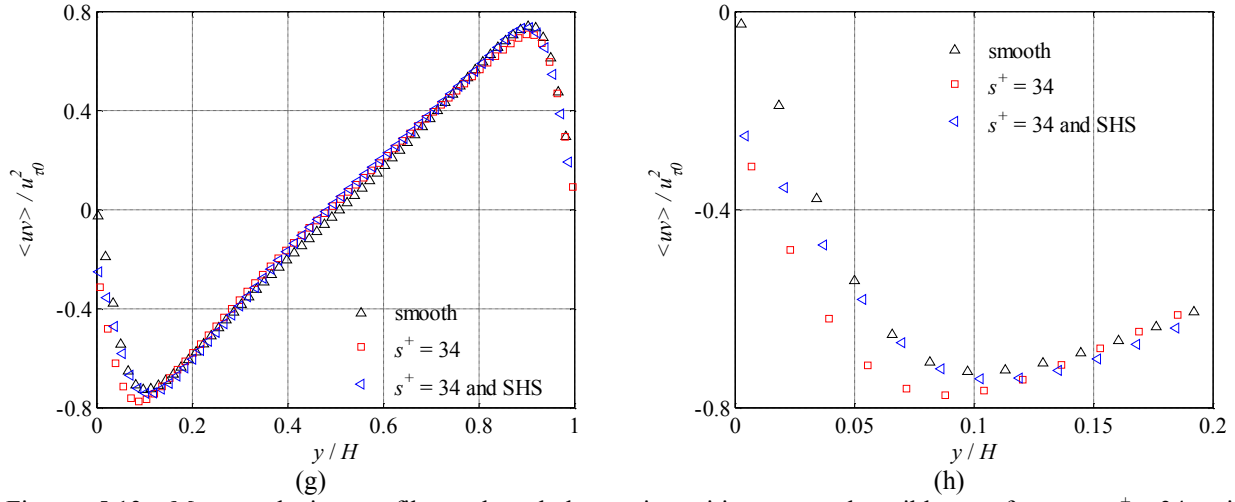 0.8
0.4
0
-0.4
-0.8
<uv> / u²τ0
smooth
s⁺ = 34
s⁺ = 34 and SHS
0 0.2 0.4 0.6 0.8 1
y / H
(g)
0
-0.4
-0.8
<uv> / u²τ0
smooth
s⁺ = 34
s⁺ = 34 and SHS
0 0.05 0.1 0.15 0.2
y / H
(h)